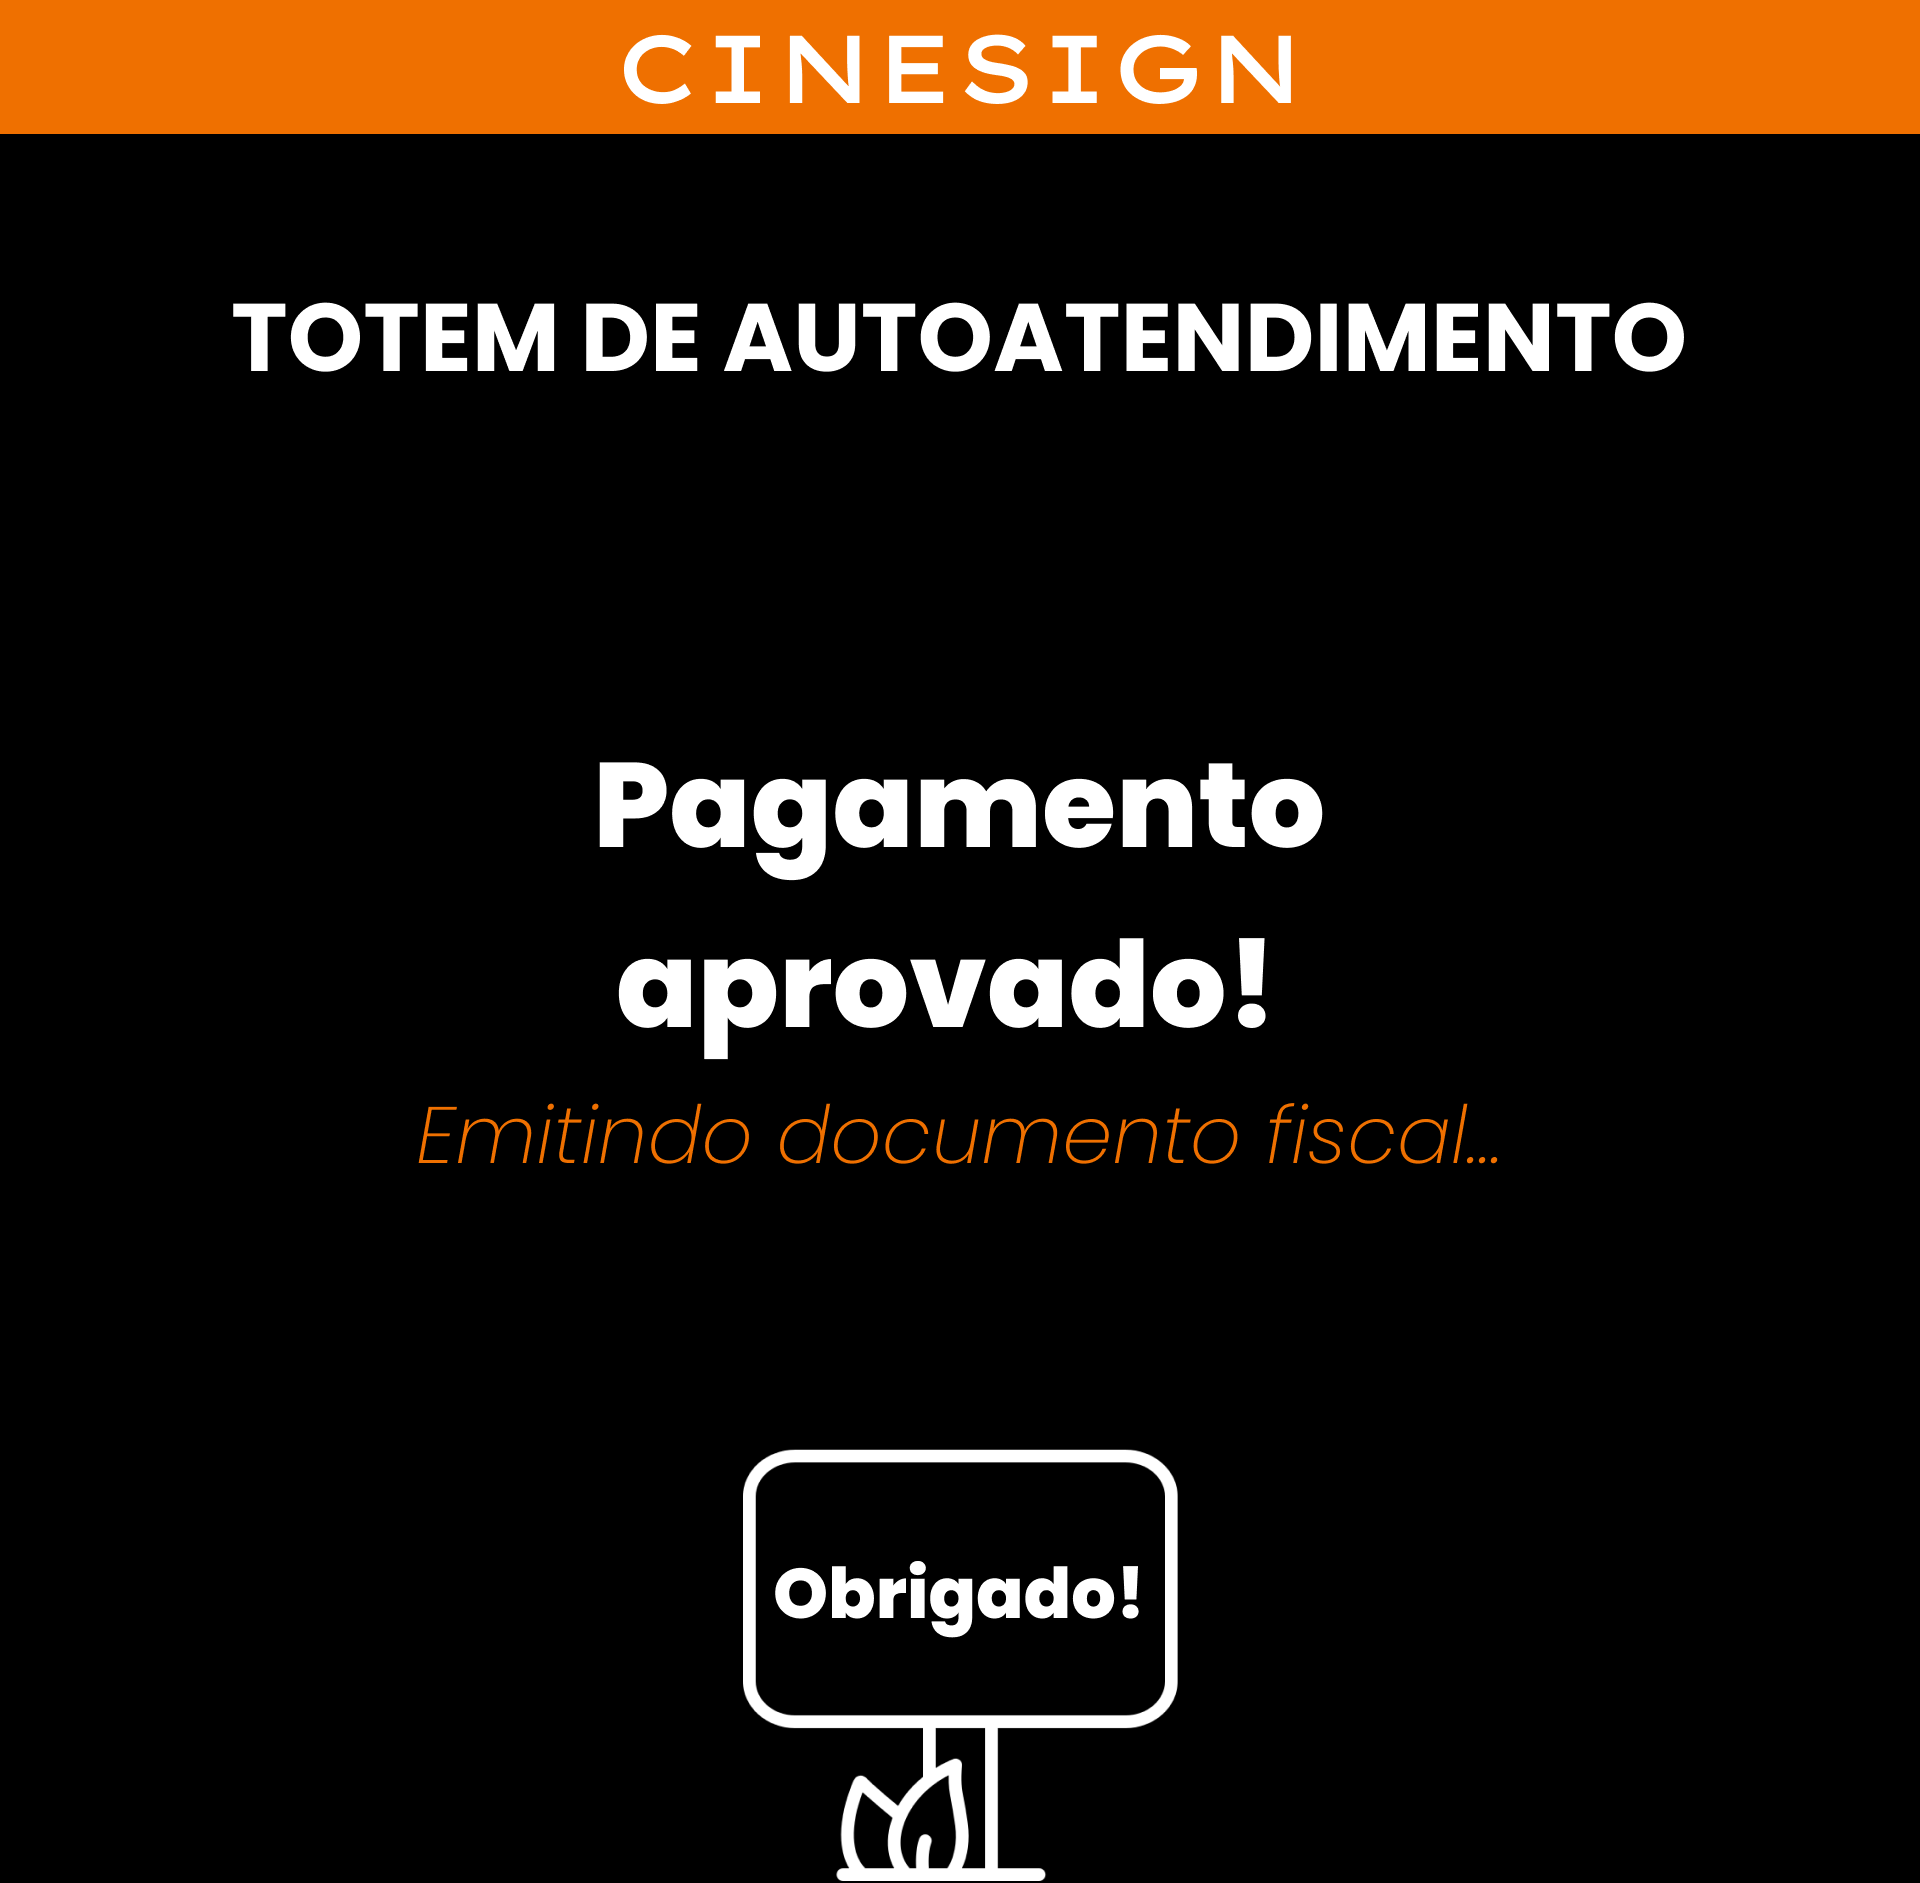 CINESIGN
TOTEM DE AUTOATENDIMENTO
Pagamento
aprovado!
Emitindo documento fiscal...
Obrigado!